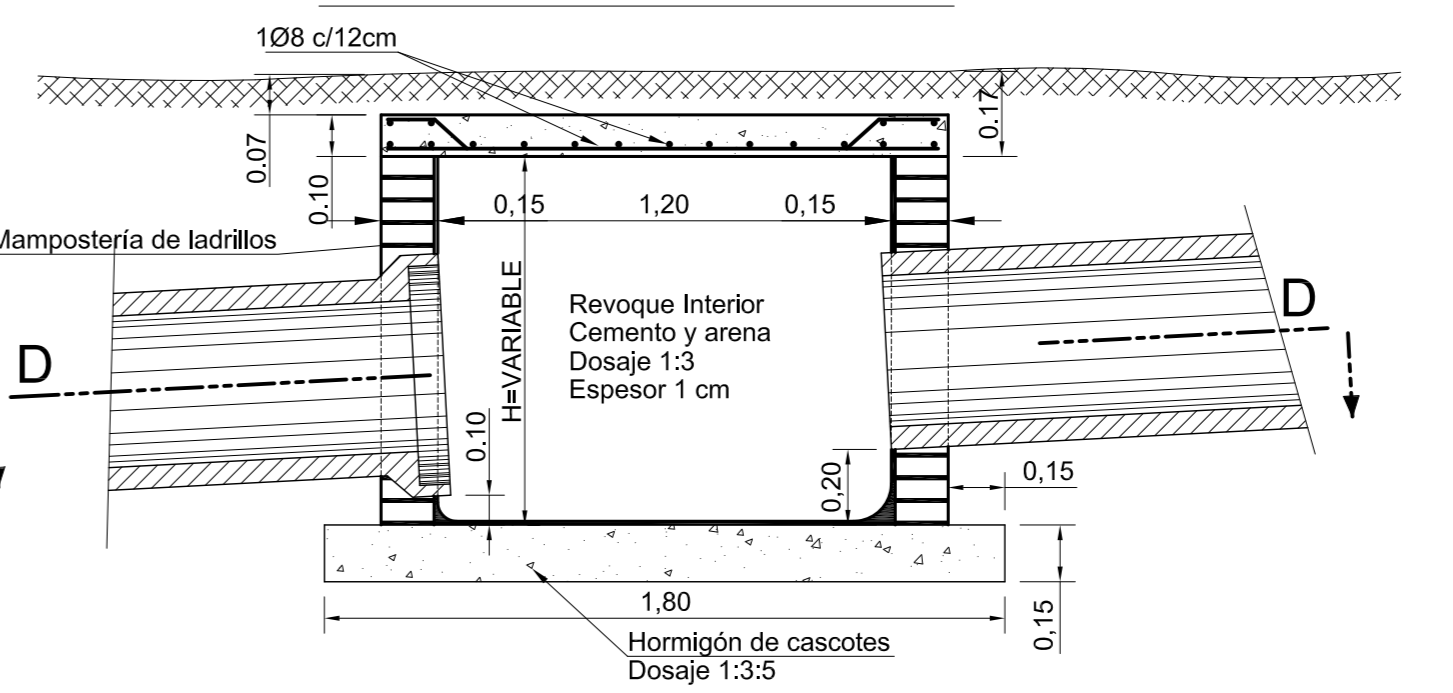 1Ø8 c/12cm
0.07
0.10
0.17
0,15
1,20
0,15
Mampostería de ladrillos
H=VARIABLE
Revoque Interior
Cemento y arena
Dosaje 1:3
Espesor 1 cm
D
D
0.10
0,20
0,15
1,80
0,15
Hormigón de cascotes
Dosaje 1:3:5